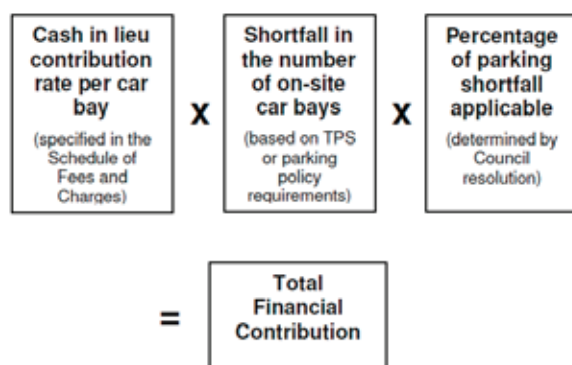 Cash in lieu
contribution
rate per car
bay
(specified in the
Schedule of
Fees and
Charges)
x
Shortfall in
the number
of on-site
car bays
(based on TPS
or parking
policy
requirements)
x
Percentage
of parking
shortfall
applicable
(determined by
Council
resolution)
=
Total
Financial
Contribution